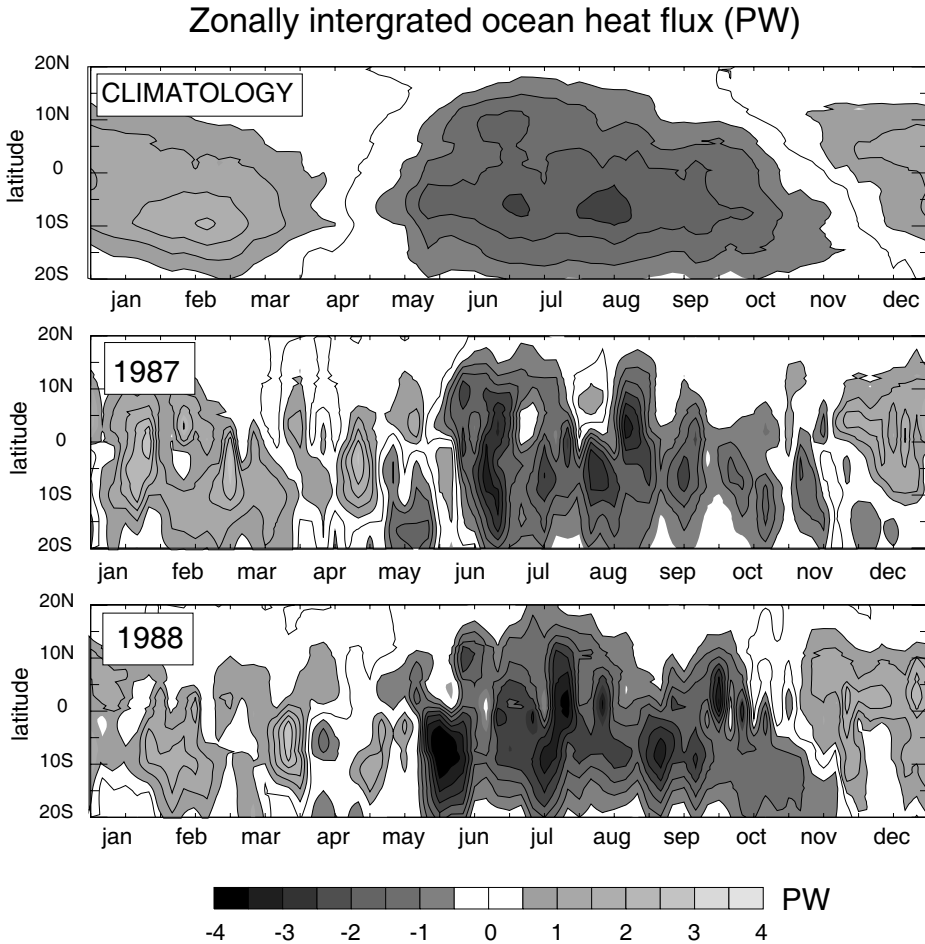 Zonally intergrated ocean heat flux (PW)
20N
CLIMATOLOGY
10N
0
10S
20S
latitude
jan feb mar apr may jun jul aug sep oct nov dec
20N
1987
10N
0
10S
20S
latitude
jan feb mar apr may jun jul aug sep oct nov dec
20N
1988
10N
0
10S
20S
latitude
jan feb mar apr may jun jul aug sep oct nov dec
PW
-4 -3 -2 -1 0 1 2 3 4